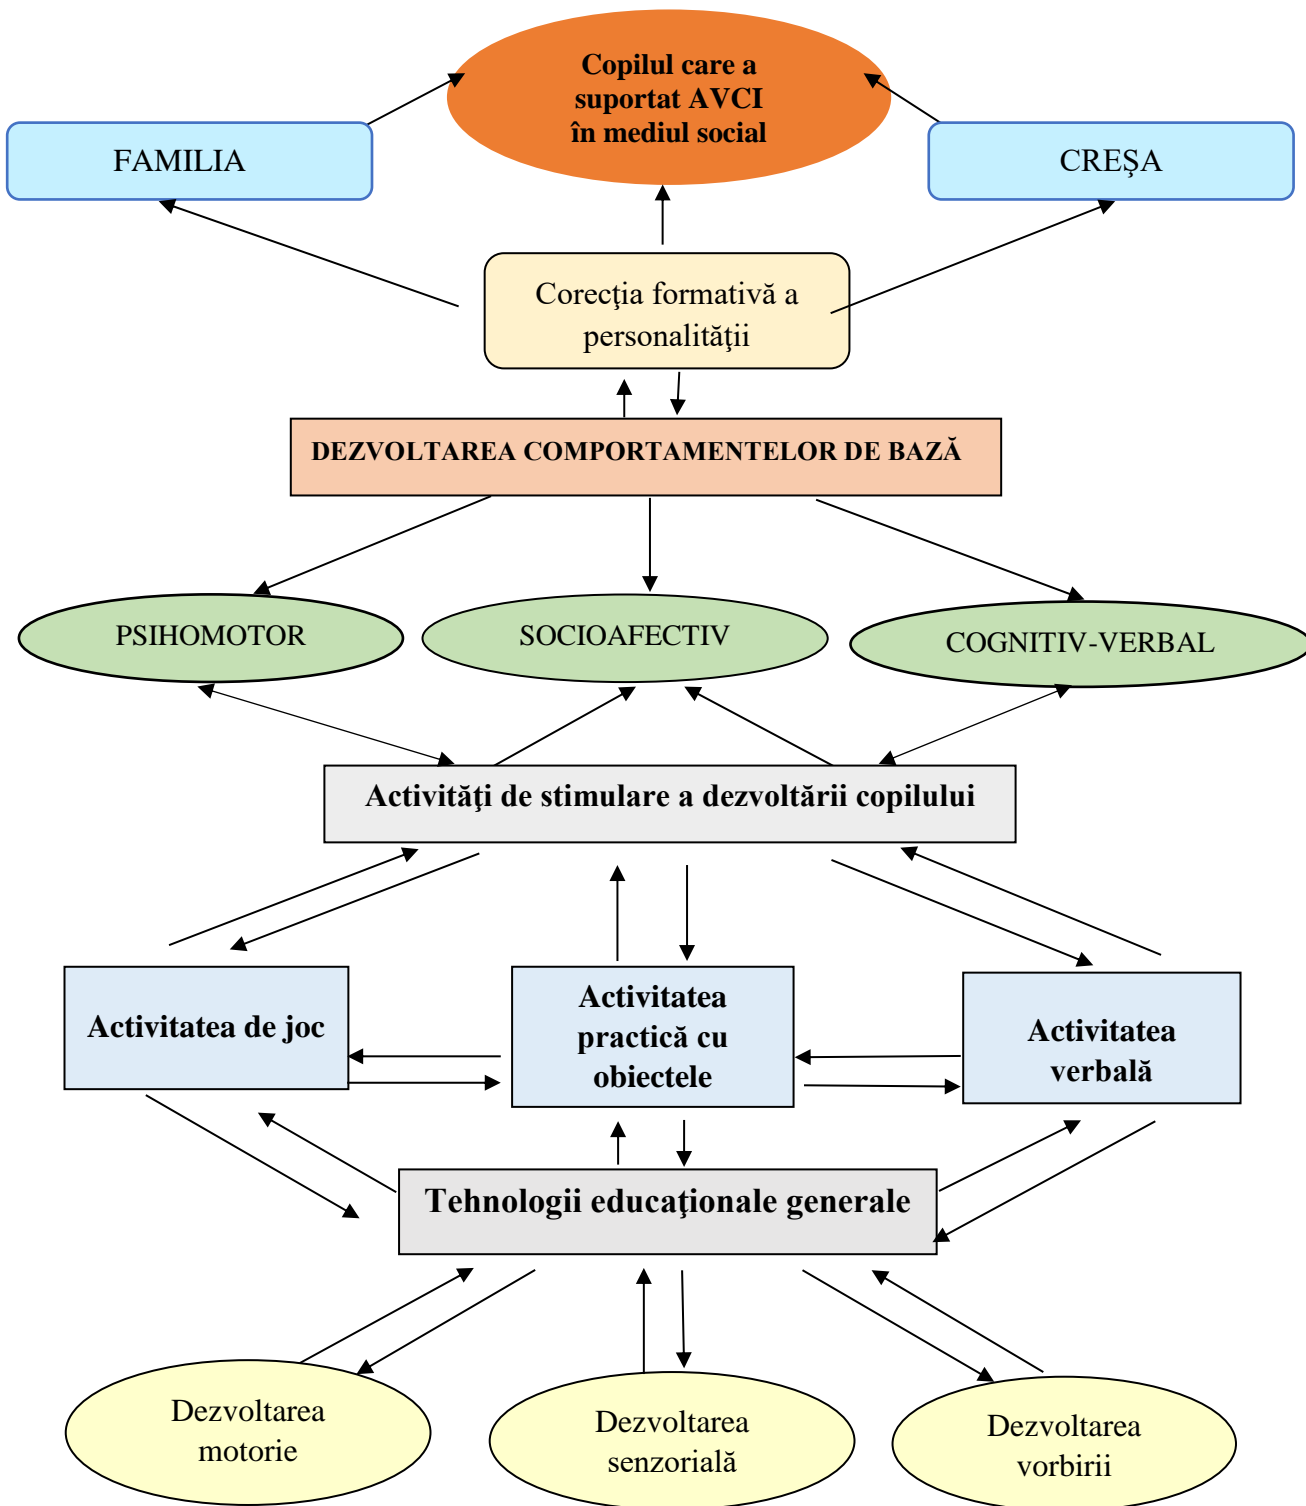 Copilul care a
suportat AVCI
în mediul social
FAMILIA
CREŞA
Corecţia formativă a
personalităţii
DEZVOLTAREA COMPORTAMENTELOR DE BAZĂ
PSIHOMOTOR
SOCIOAFECTIV
COGNITIV-VERBAL
Activităţi de stimulare a dezvoltării copilului
Activitatea de joc
Activitatea
practică cu
obiectele
Activitatea
verbală
Tehnologii educaţionale generale
Dezvoltarea
motorie
Dezvoltarea
senzorială
Dezvoltarea
vorbirii